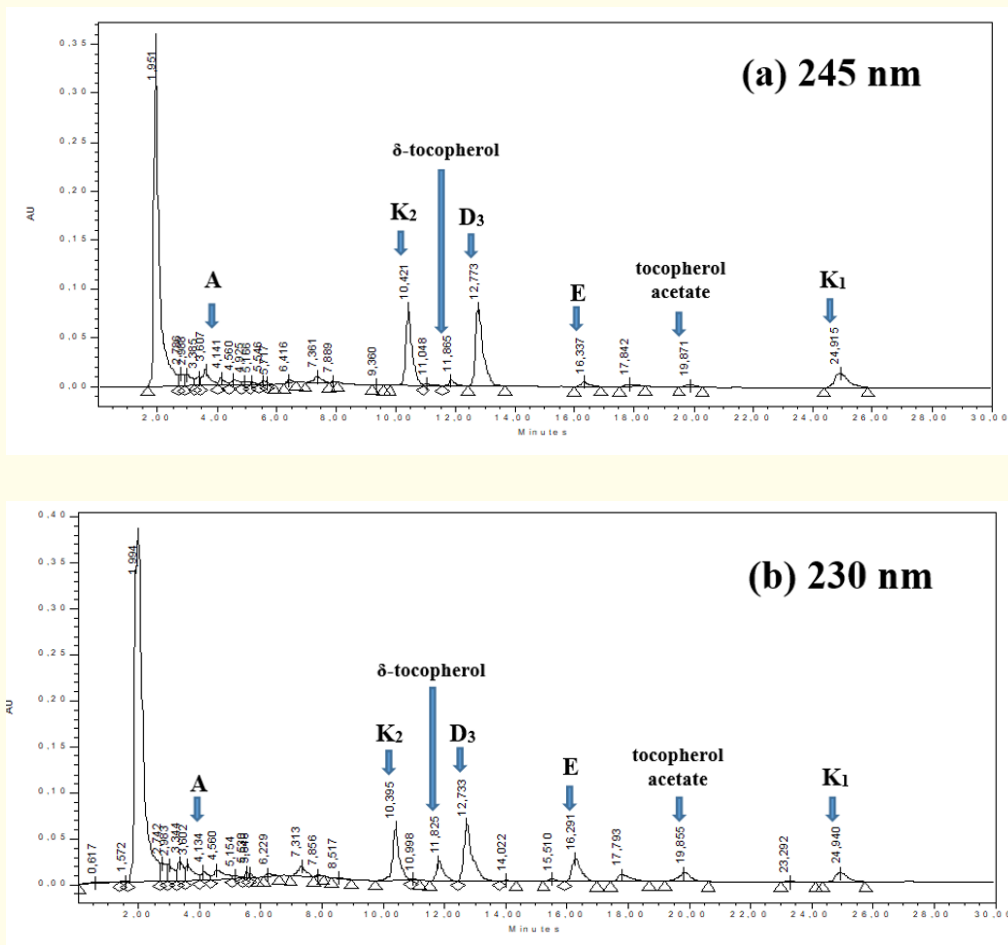 (a) 245 nm
AU
0,35
0,30
0,25
0,20
0,15
0,10
0,05
0,00
1,951
2,988
3,385
3,607
4,141
4,560
4,925
5,166
5,546
5,717
6,416
7,361
7,889
9,360
10,421
11,048
11,865
12,773
16,337
17,842
19,871
24,915
A
K₂
δ-tocopherol
D₃
E
tocopherol
acetate
K₁
2,00 4,00 6,00 8,00 10,00 12,00 14,00 16,00 18,00 20,00 22,00 24,00 26,00 28,00 30,00
Minutes
(b) 230 nm
AU
0,40
0,35
0,30
0,25
0,20
0,15
0,10
0,05
0,00
0,617
1,572
1,994
2,742
2,983
3,344
3,602
4,134
4,560
5,154
6,229
7,313
7,856
8,517
10,395
10,998
11,825
12,733
14,022
15,510
16,291
17,793
19,855
23,292
24,940
A
K₂
δ-tocopherol
D₃
E
tocopherol
acetate
K₁
2,00 4,00 6,00 8,00 10,00 12,00 14,00 16,00 18,00 20,00 22,00 24,00 26,00 28,00 30,00
Minutes